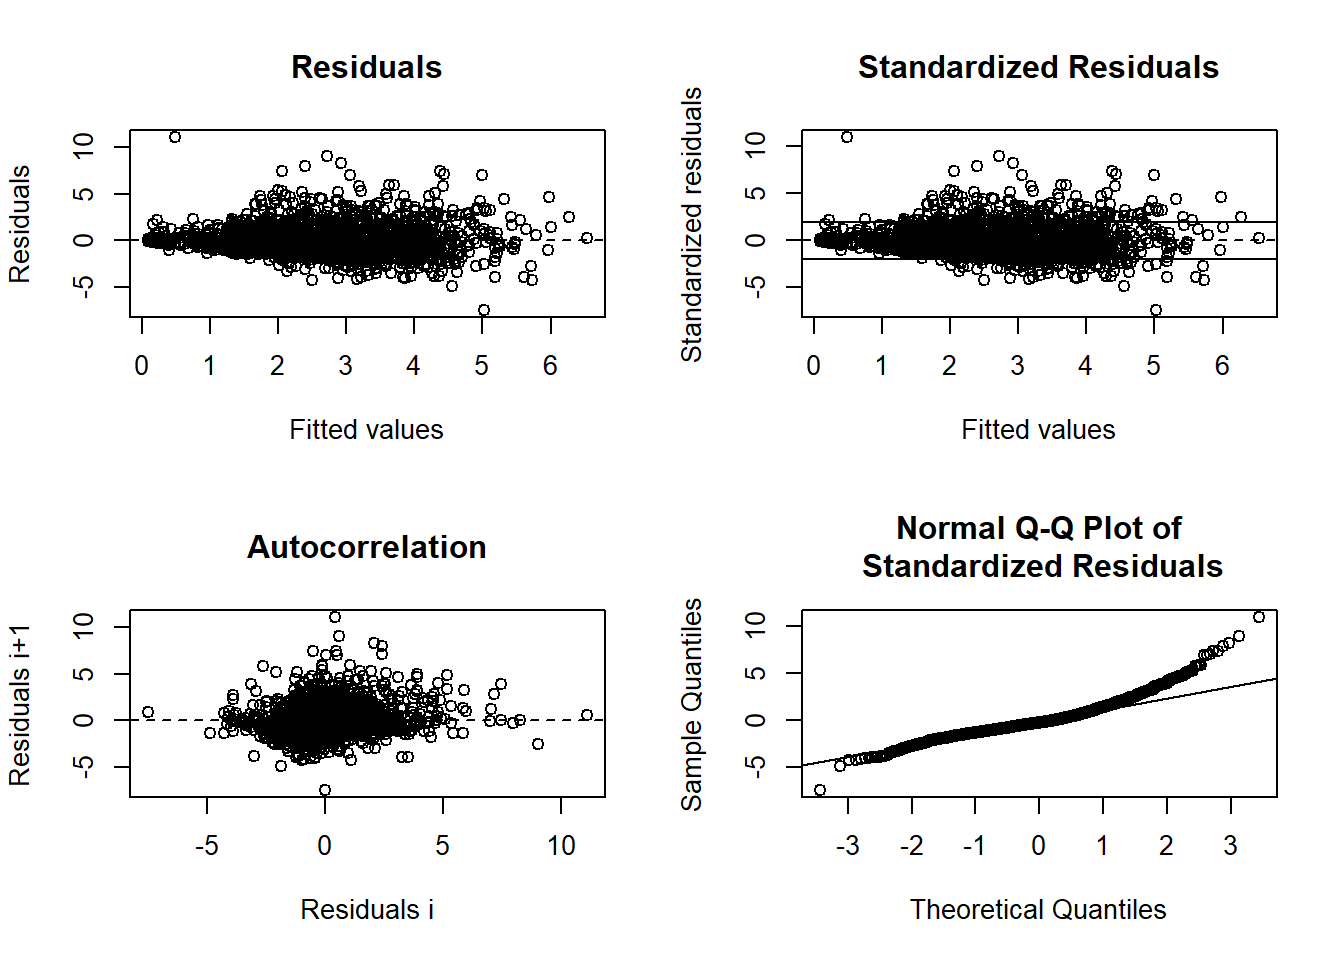 Residuals
Residuals
10
5
0
-5
0 1 2 3 4 5 6
Fitted values
Standardized Residuals
Standardized residuals
10
5
0
-5
0 1 2 3 4 5 6
Fitted values
Autocorrelation
Residuals i+1
10
5
0
-5
-5 0 5 10
Residuals i
Normal Q-Q Plot of
Standardized Residuals
Sample Quantiles
10
5
0
-5
-3 -2 -1 0 1 2 3
Theoretical Quantiles